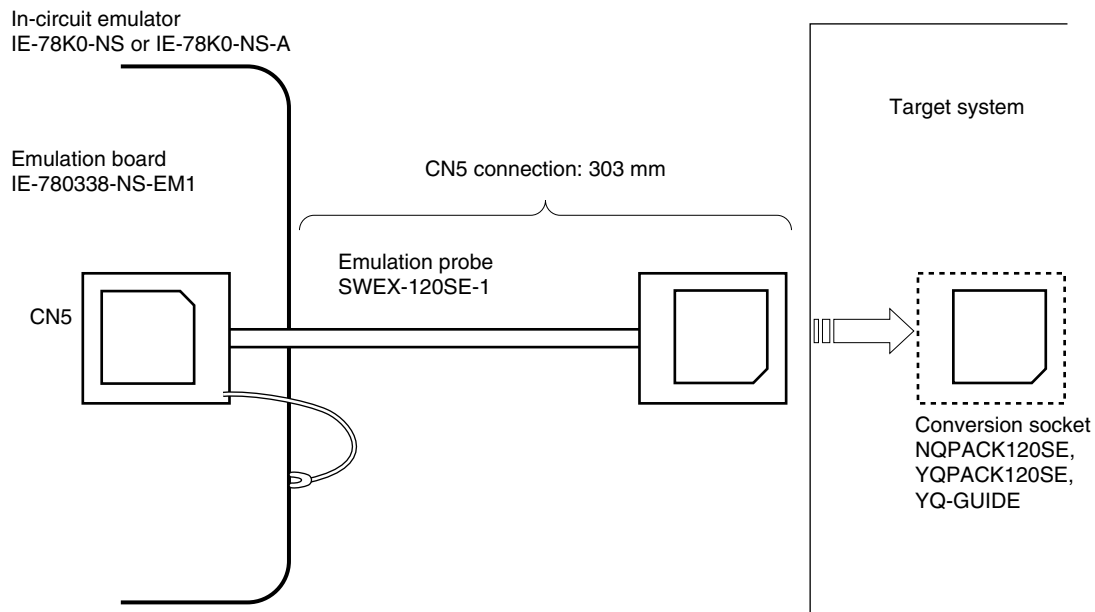 In-circuit emulator
IE-78K0-NS or IE-78K0-NS-A
Target system
Emulation board
IE-780338-NS-EM1
CN5 connection: 303 mm
Emulation probe
SWEX-120SE-1
CN5
Conversion socket
NQPACK120SE,
YQPACK120SE,
YQ-GUIDE